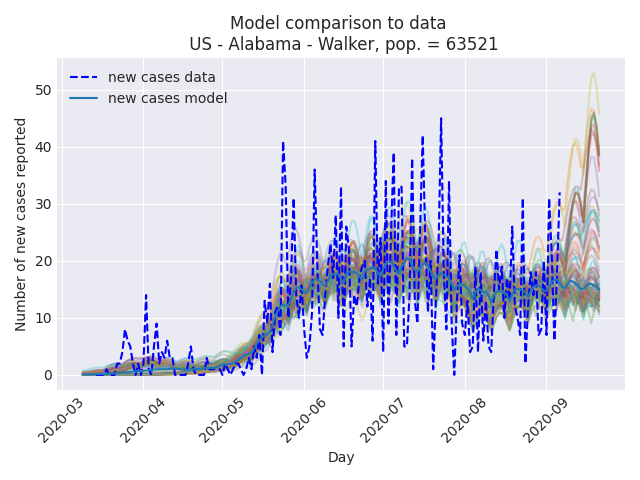 Model comparison to data
US - Alabama - Walker, pop. = 63521
new cases data
new cases model
Number of new cases reported
50
40
30
20
10
0
2020-03
2020-04
2020-05
2020-06
2020-07
2020-08
2020-09
Day